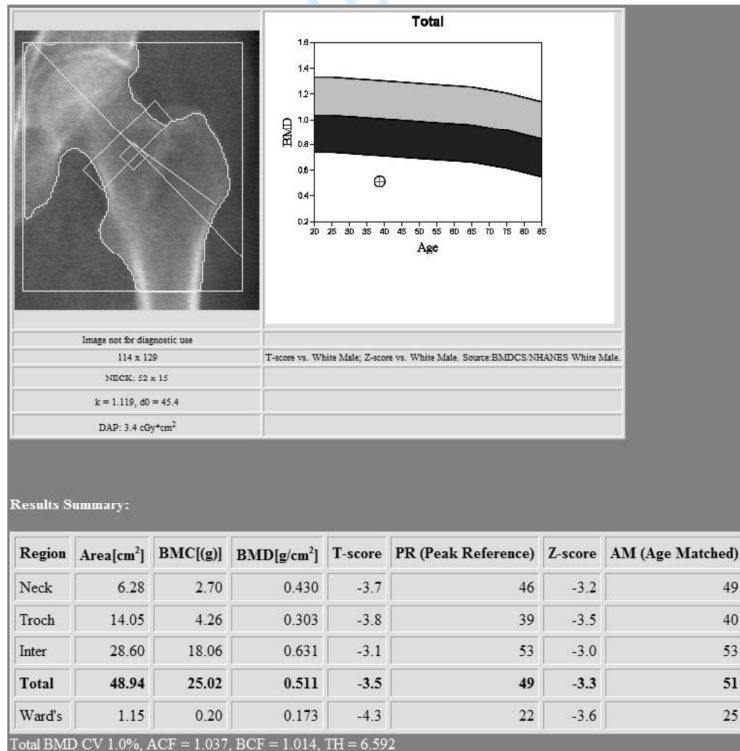 Total
1.6
1.4
1.2
1.0
0.8
0.6
0.4
0.2
BMD
20 25 30 35 40 45 50 55 60 65 70 75 80 85
Age
Image not for diagnostic use
114 x 129
T-score vs. White Male; Z-score vs. White Male. Source:BMDCS/NHANES White Male.
NECK: 52 x 15
k = 1.119, d0 = 45.4
DAP: 3.4 cGy*cm²
Results Summary:
Region Area[cm²] BMC[(g)] BMD[g/cm²] T-score PR (Peak Reference) Z-score AM (Age Matched)
Neck 6.28 2.70 0.430 -3.7 46 -3.2 49
Troch 14.05 4.26 0.303 -3.8 39 -3.5 40
Inter 28.60 18.06 0.631 -3.1 53 -3.0 53
Total 48.94 25.02 0.511 -3.5 49 -3.3 51
Ward's 1.15 0.20 0.173 -4.3 22 -3.6 25
Total BMD CV 1.0%, ACF = 1.037, BCF = 1.014, TH = 6.592